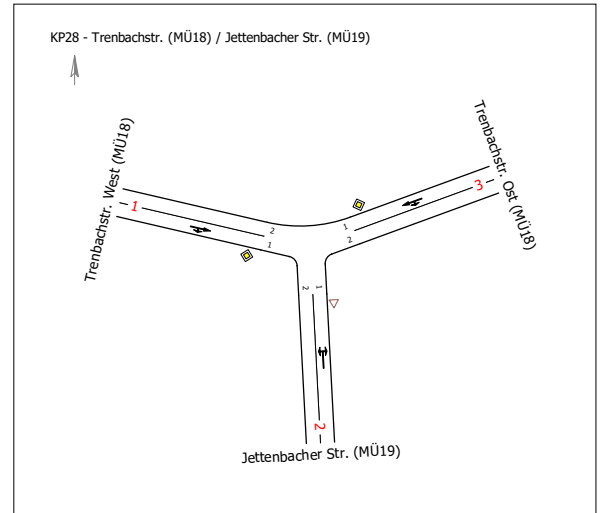 KP28 - Trenbachstr. (MÜ18) / Jettenbacher Str. (MÜ19)
Trenbachstr. West (MÜ18)
1
2
1
Trenbachstr. Ost (MÜ18)
3
1
2
2
1
2
Jettenbacher Str. (MÜ19)